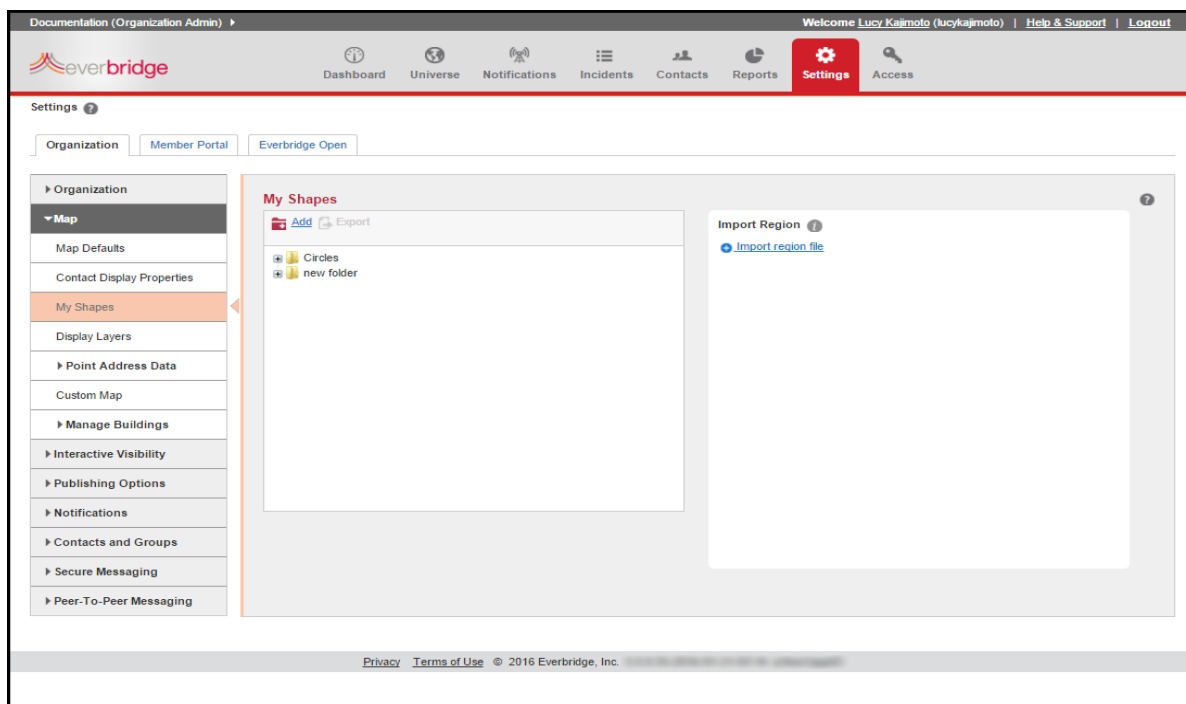 Documentation (Organization Admin)
Welcome Lucy Kajimoto (lucykajimoto) | Help & Support | Logout
everbridge
Dashboard Universe Notifications Incidents Contacts Reports Settings Access
Settings
Organization Member Portal Everbridge Open
Organization
Map
Map Defaults
Contact Display Properties
My Shapes
Display Layers
Point Address Data
Custom Map
Manage Buildings
Interactive Visibility
Publishing Options
Notifications
Contacts and Groups
Secure Messaging
Peer-To-Peer Messaging
My Shapes
Add Export
Circles
new folder
Import Region
Import region file
Privacy Terms of Use © 2016 Everbridge, Inc.